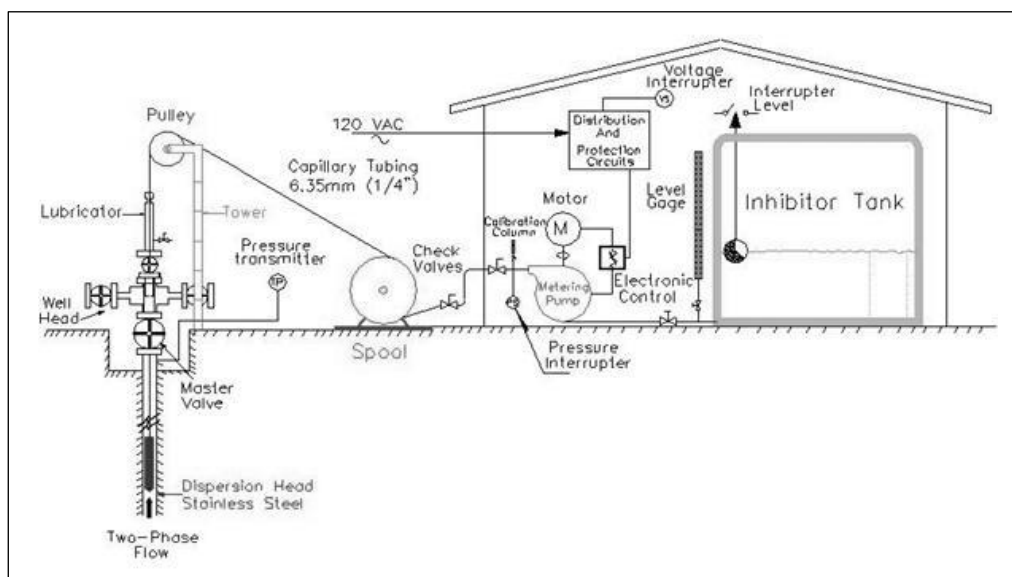 Voltage
Interrupter
VS
Interrupter
Level
Pulley
120 VAC
Distribution
And
Protection
Circuits
Capillary Tubing
6.35mm (1/4")
Lubricator
Tower
Motor
M
Level
Gage
Inhibitor Tank
Calibration
Column
Check
Valves
Pressure
transmitter
TP
Metering
Pump
Electronic
Control
Well
Head
PS
Spool
Pressure
Interrupter
Master
Valve
Dispersion Head
Stainless Steel
Two-Phase
Flow